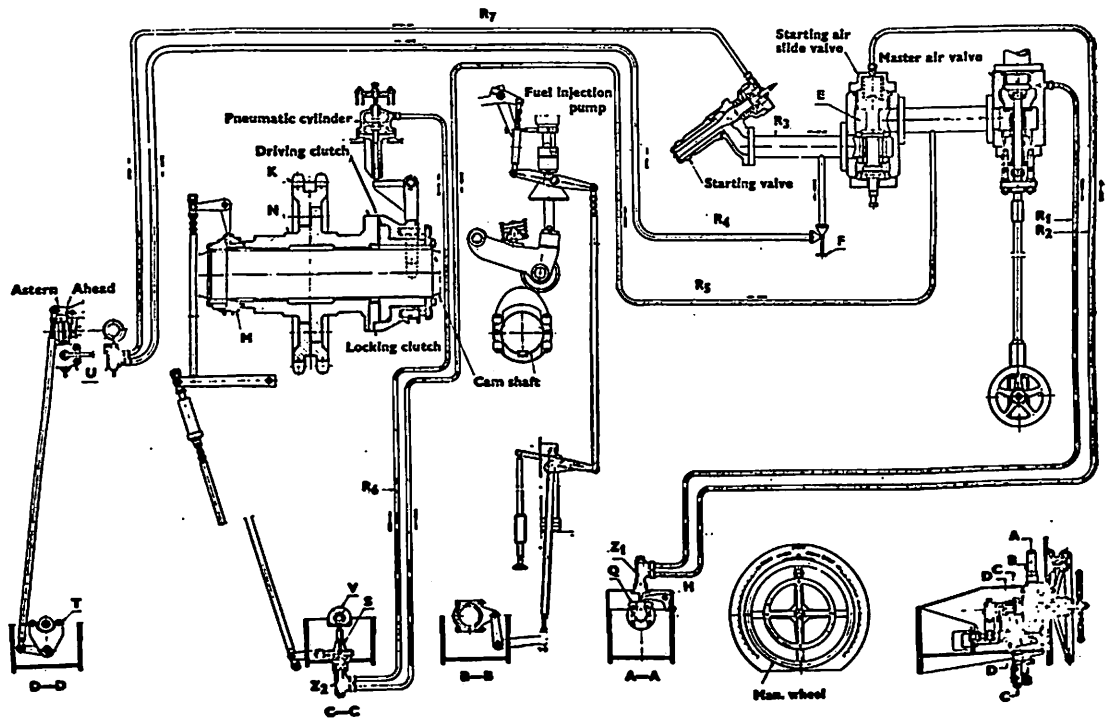 R7
Starting air
slide valve
Master air valve
Fuel injection
pump
E
Pneumatic cylinder
R3
Driving clutch
K
Starting valve
N
R4
F
R1
R2
Astern Ahead
R5
M
Locking clutch
U
Cam shaft
R6
A
Z1
B
Q
D C
H
V
S
T
Z2
D B
C
D—D
C—C
B—B
A—A
Man. wheel